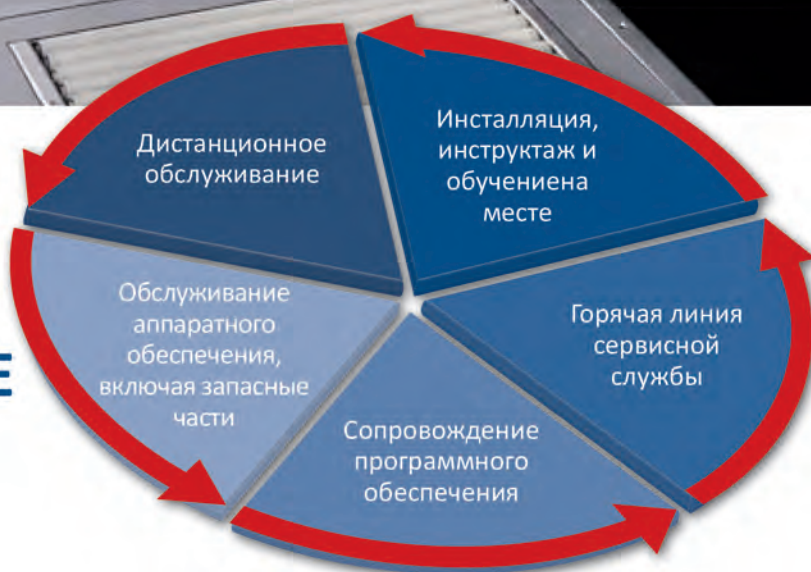 Дистанционное
обслуживание
Инсталляция,
инструктаж и
обучениена
месте
Обслуживание
аппаратного
обеспечения,
включая запасные
части
Горячая линия
сервисной
службы
Сопровождение
программного
обеспечения
Е